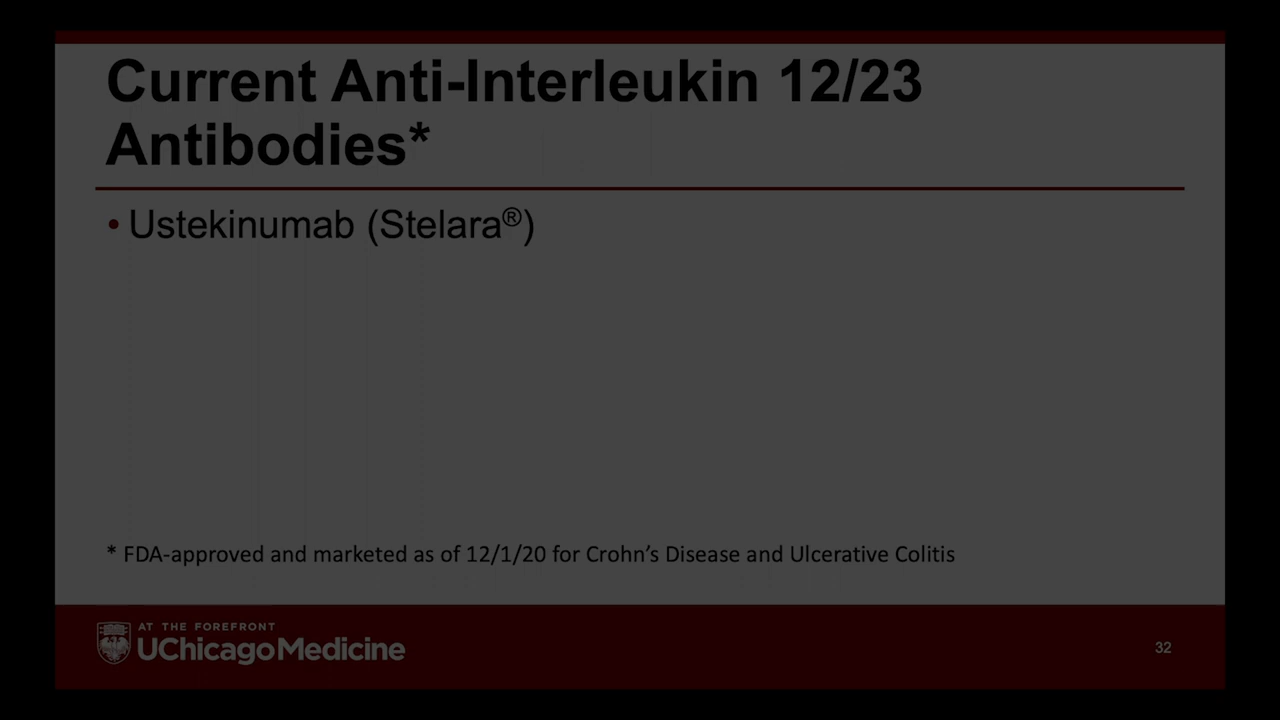 Current Anti-Interleukin 12/23
Antibodies*
• Ustekinumab (Stelara®)
* FDA-approved and marketed as of 12/1/20 for Crohn’s Disease and Ulcerative Colitis
AT THE FOREFRONT
UChicagoMedicine
32